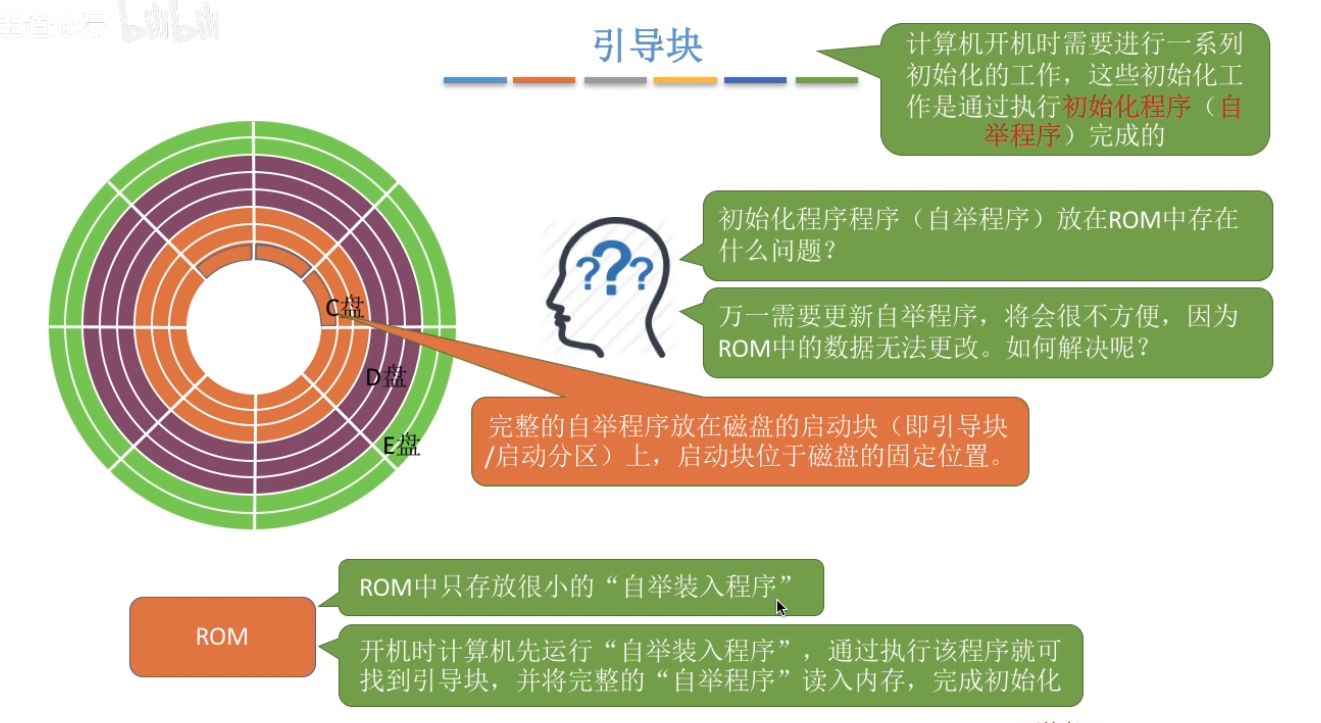 王道论坛 bilibili
引导块
计算机开机时需要进行一系列
初始化的工作，这些初始化工
作是通过执行初始化程序（自
举程序）完成的
初始化程序程序（自举程序）放在ROM中存在
什么问题？
? ? ?
万一需要更新自举程序，将会很不方便，因为
ROM中的数据无法更改。如何解决呢？
C盘
D盘
E盘
完整的自举程序放在磁盘的启动块（即引导块
/启动分区）上，启动块位于磁盘的固定位置。
ROM中只存放很小的“自举装入程序”
ROM
开机时计算机先运行“自举装入程序”，通过执行该程序就可
找到引导块，并将完整的“自举程序”读入内存，完成初始化